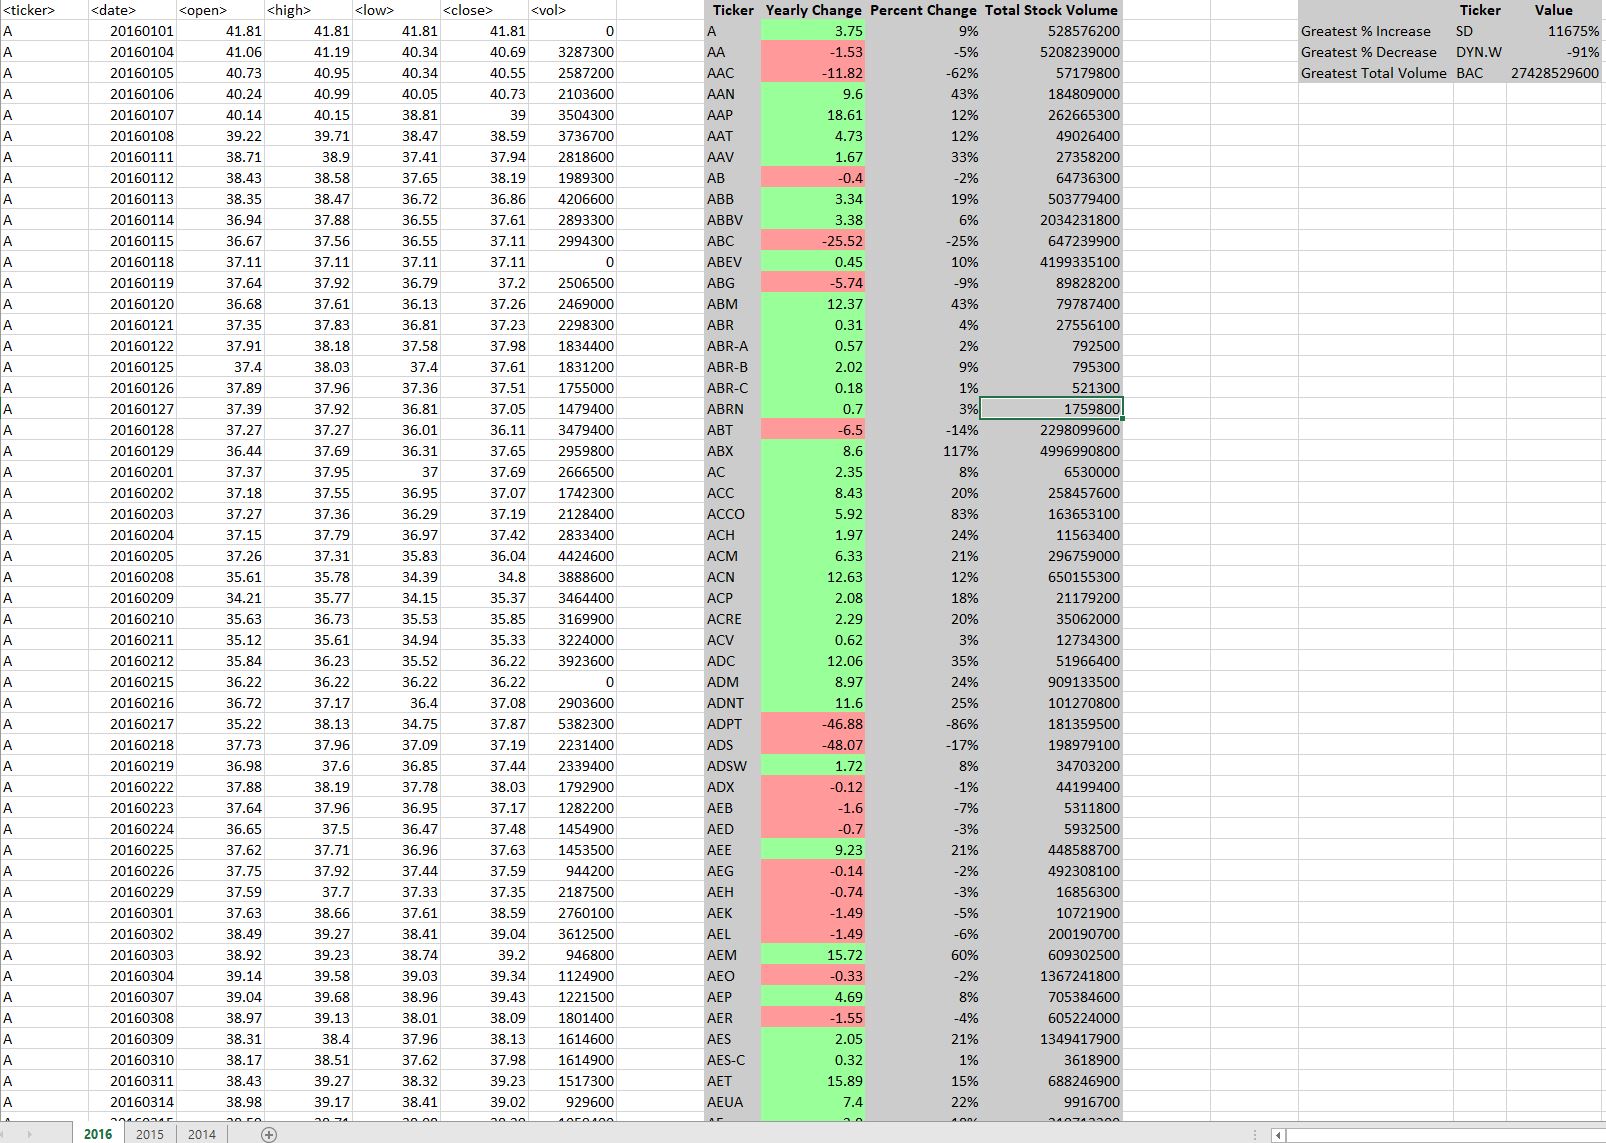 <ticker> <date> <open> <high> <low> <close> <vol> Ticker Yearly Change Percent Change Total Stock Volume Ticker Value
A 20160101 41.81 41.81 41.81 41.81 0 A 3.75 9% 528576200 Greatest % Increase SD 11675%
A 20160104 41.06 41.19 40.34 40.69 3287300 AA -1.53 -5% 5208239000 Greatest % Decrease DYN.W -91%
A 20160105 40.73 40.95 40.34 40.55 2587200 AAC -11.82 -62% 57179800 Greatest Total Volume BAC 27428529600
A 20160106 40.24 40.99 40.05 40.73 2103600 AAN 9.6 43% 184809000
A 20160107 40.14 40.15 38.81 39 3504300 AAP 18.61 12% 262665300
A 20160108 39.22 39.71 38.47 38.59 3736700 AAT 4.73 12% 49026400
A 20160111 38.71 38.9 37.41 37.94 2818600 AAV 1.67 33% 27358200
A 20160112 38.43 38.58 37.65 38.19 1989300 AB -0.4 -2% 64736300
A 20160113 38.35 38.47 36.72 36.86 4206600 ABB 3.34 19% 503779400
A 20160114 36.94 37.88 36.55 37.61 2893300 ABBV 3.38 6% 2034231800
A 20160115 36.67 37.56 36.55 37.11 2994300 ABC -25.52 -25% 647239900
A 20160118 37.11 37.11 37.11 37.11 0 ABEV 0.45 10% 4199335100
A 20160119 37.64 37.92 36.79 37.2 2506500 ABG -5.74 -9% 89828200
A 20160120 36.68 37.61 36.13 37.26 2469000 ABM 12.37 43% 79787400
A 20160121 37.35 37.83 36.81 37.23 2298300 ABR 0.31 4% 27556100
A 20160122 37.91 38.18 37.58 37.98 1834400 ABR-A 0.57 2% 792500
A 20160125 37.4 38.03 37.4 37.61 1831200 ABR-B 2.02 9% 795300
A 20160126 37.89 37.96 37.36 37.51 1755000 ABR-C 0.18 1% 521300
A 20160127 37.39 37.92 36.81 37.05 1479400 ABRN 0.7 3% 1759800
A 20160128 37.27 37.27 36.01 36.11 3479400 ABT -6.5 -14% 2298099600
A 20160129 36.44 37.69 36.31 37.65 2959800 ABX 8.6 117% 4996990800
A 20160201 37.37 37.95 37 37.69 2666500 AC 2.35 8% 6530000
A 20160202 37.18 37.55 36.95 37.07 1742300 ACC 8.43 20% 258457600
A 20160203 37.27 37.36 36.29 37.19 2128400 ACCO 5.92 83% 163653100
A 20160204 37.15 37.79 36.97 37.42 2833400 ACH 1.97 24% 11563400
A 20160205 37.26 37.31 35.83 36.04 4424600 ACM 6.33 21% 296759000
A 20160208 35.61 35.78 34.39 34.8 3888600 ACN 12.63 12% 650155300
A 20160209 34.21 35.77 34.15 35.37 3464400 ACP 2.08 18% 21179200
A 20160210 35.63 36.73 35.53 35.85 3169900 ACRE 2.29 20% 35062000
A 20160211 35.12 35.61 34.94 35.33 3224000 ACV 0.62 3% 12734300
A 20160212 35.84 36.23 35.52 36.22 3923600 ADC 12.06 35% 51966400
A 20160215 36.22 36.22 36.22 36.22 0 ADM 8.97 24% 909133500
A 20160216 36.72 37.17 36.4 37.08 2903600 ADNT 11.6 25% 101270800
A 20160217 35.22 38.13 34.75 37.87 5382300 ADPT -46.88 -86% 181359500
A 20160218 37.73 37.96 37.09 37.19 2231400 ADS -48.07 -17% 198979100
A 20160219 36.98 37.6 36.85 37.44 2339400 ADSW 1.72 8% 34703200
A 20160222 37.88 38.19 37.78 38.03 1792900 ADX -0.12 -1% 44199400
A 20160223 37.64 37.96 36.95 37.17 1282200 AEB -1.6 -7% 5311800
A 20160224 36.65 37.5 36.47 37.48 1454900 AED -0.7 -3% 5932500
A 20160225 37.62 37.71 36.96 37.63 1453500 AEE 9.23 21% 448588700
A 20160226 37.75 37.92 37.44 37.59 944200 AEG -0.14 -2% 492308100
A 20160229 37.59 37.7 37.33 37.35 2187500 AEH -0.74 -3% 16856300
A 20160301 37.63 38.66 37.61 38.59 2760100 AEK -1.49 -5% 10721900
A 20160302 38.49 39.27 38.41 39.04 3612500 AEL -1.49 -6% 200190700
A 20160303 38.92 39.23 38.74 39.2 946800 AEM 15.72 60% 609302500
A 20160304 39.14 39.58 39.03 39.34 1124900 AEO -0.33 -2% 1367241800
A 20160307 39.04 39.68 38.96 39.43 1221500 AEP 4.69 8% 705384600
A 20160308 38.97 39.13 38.01 38.09 1801400 AER -1.55 -4% 605224000
A 20160309 38.31 38.4 37.96 38.13 1614600 AES 2.05 21% 1349417900
A 20160310 38.17 38.51 37.62 37.98 1614900 AES-C 0.32 1% 3618900
A 20160311 38.43 39.27 38.32 39.23 1517300 AET 15.89 15% 688246900
A 20160314 38.98 39.17 38.41 39.02 929600 AEUA 7.4 22% 9916700
2016 2015 2014